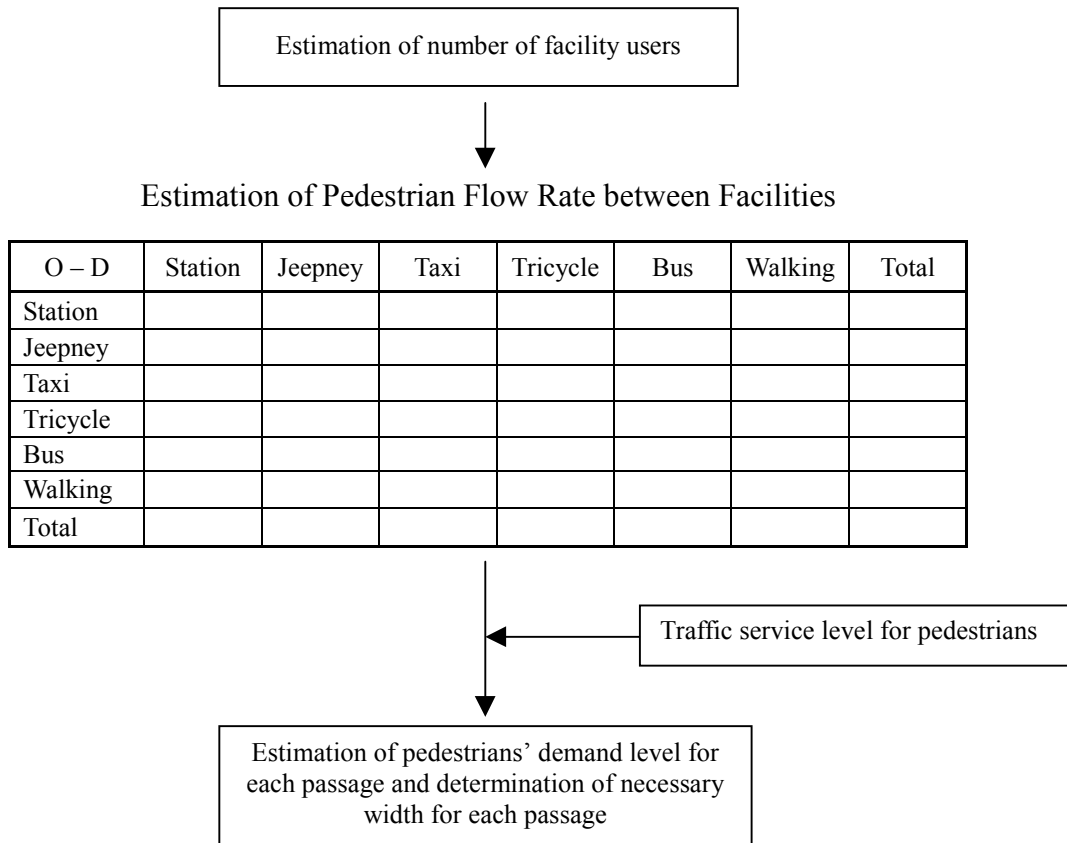 Estimation of number of facility users
Estimation of Pedestrian Flow Rate between Facilities
O – D Station Jeepney Taxi Tricycle Bus Walking Total
Station
Jeepney
Taxi
Tricycle
Bus
Walking
Total
Traffic service level for pedestrians
Estimation of pedestrians’ demand level for
each passage and determination of necessary
width for each passage